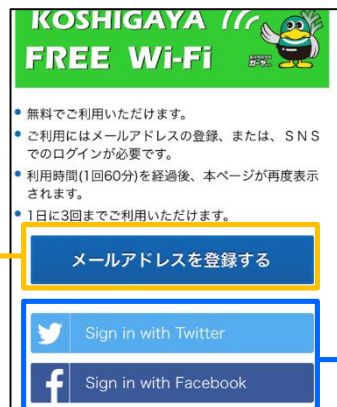 KOSHIGAYA
FREE Wi-Fi
• 無料でご利用いただけます。
• ご利用にはメールアドレスの登録、または、SNS
でのログインが必要です。
• 利用時間(1回60分)を経過後、本ページが再度表示
されます。
• 1日に3回までご利用いただけます。
メールアドレスを登録する
Sign in with Twitter
Sign in with Facebook